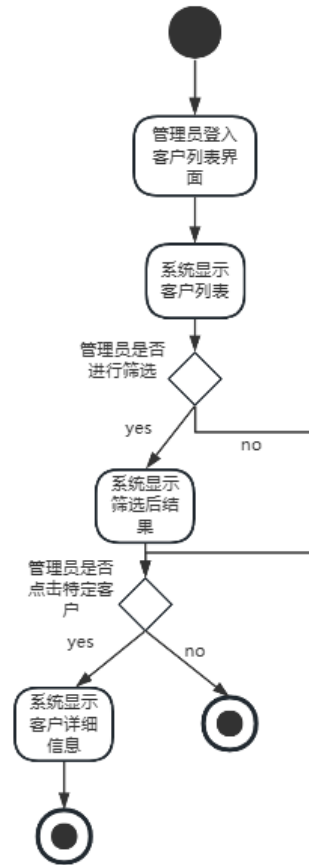 管理员登入
客户列表界
面
系统显示
客户列表
管理员是否
进行筛选
yes
no
系统显示
筛选后结
果
管理员是否
点击特定客
户
yes
no
系统显示
客户详细
信息